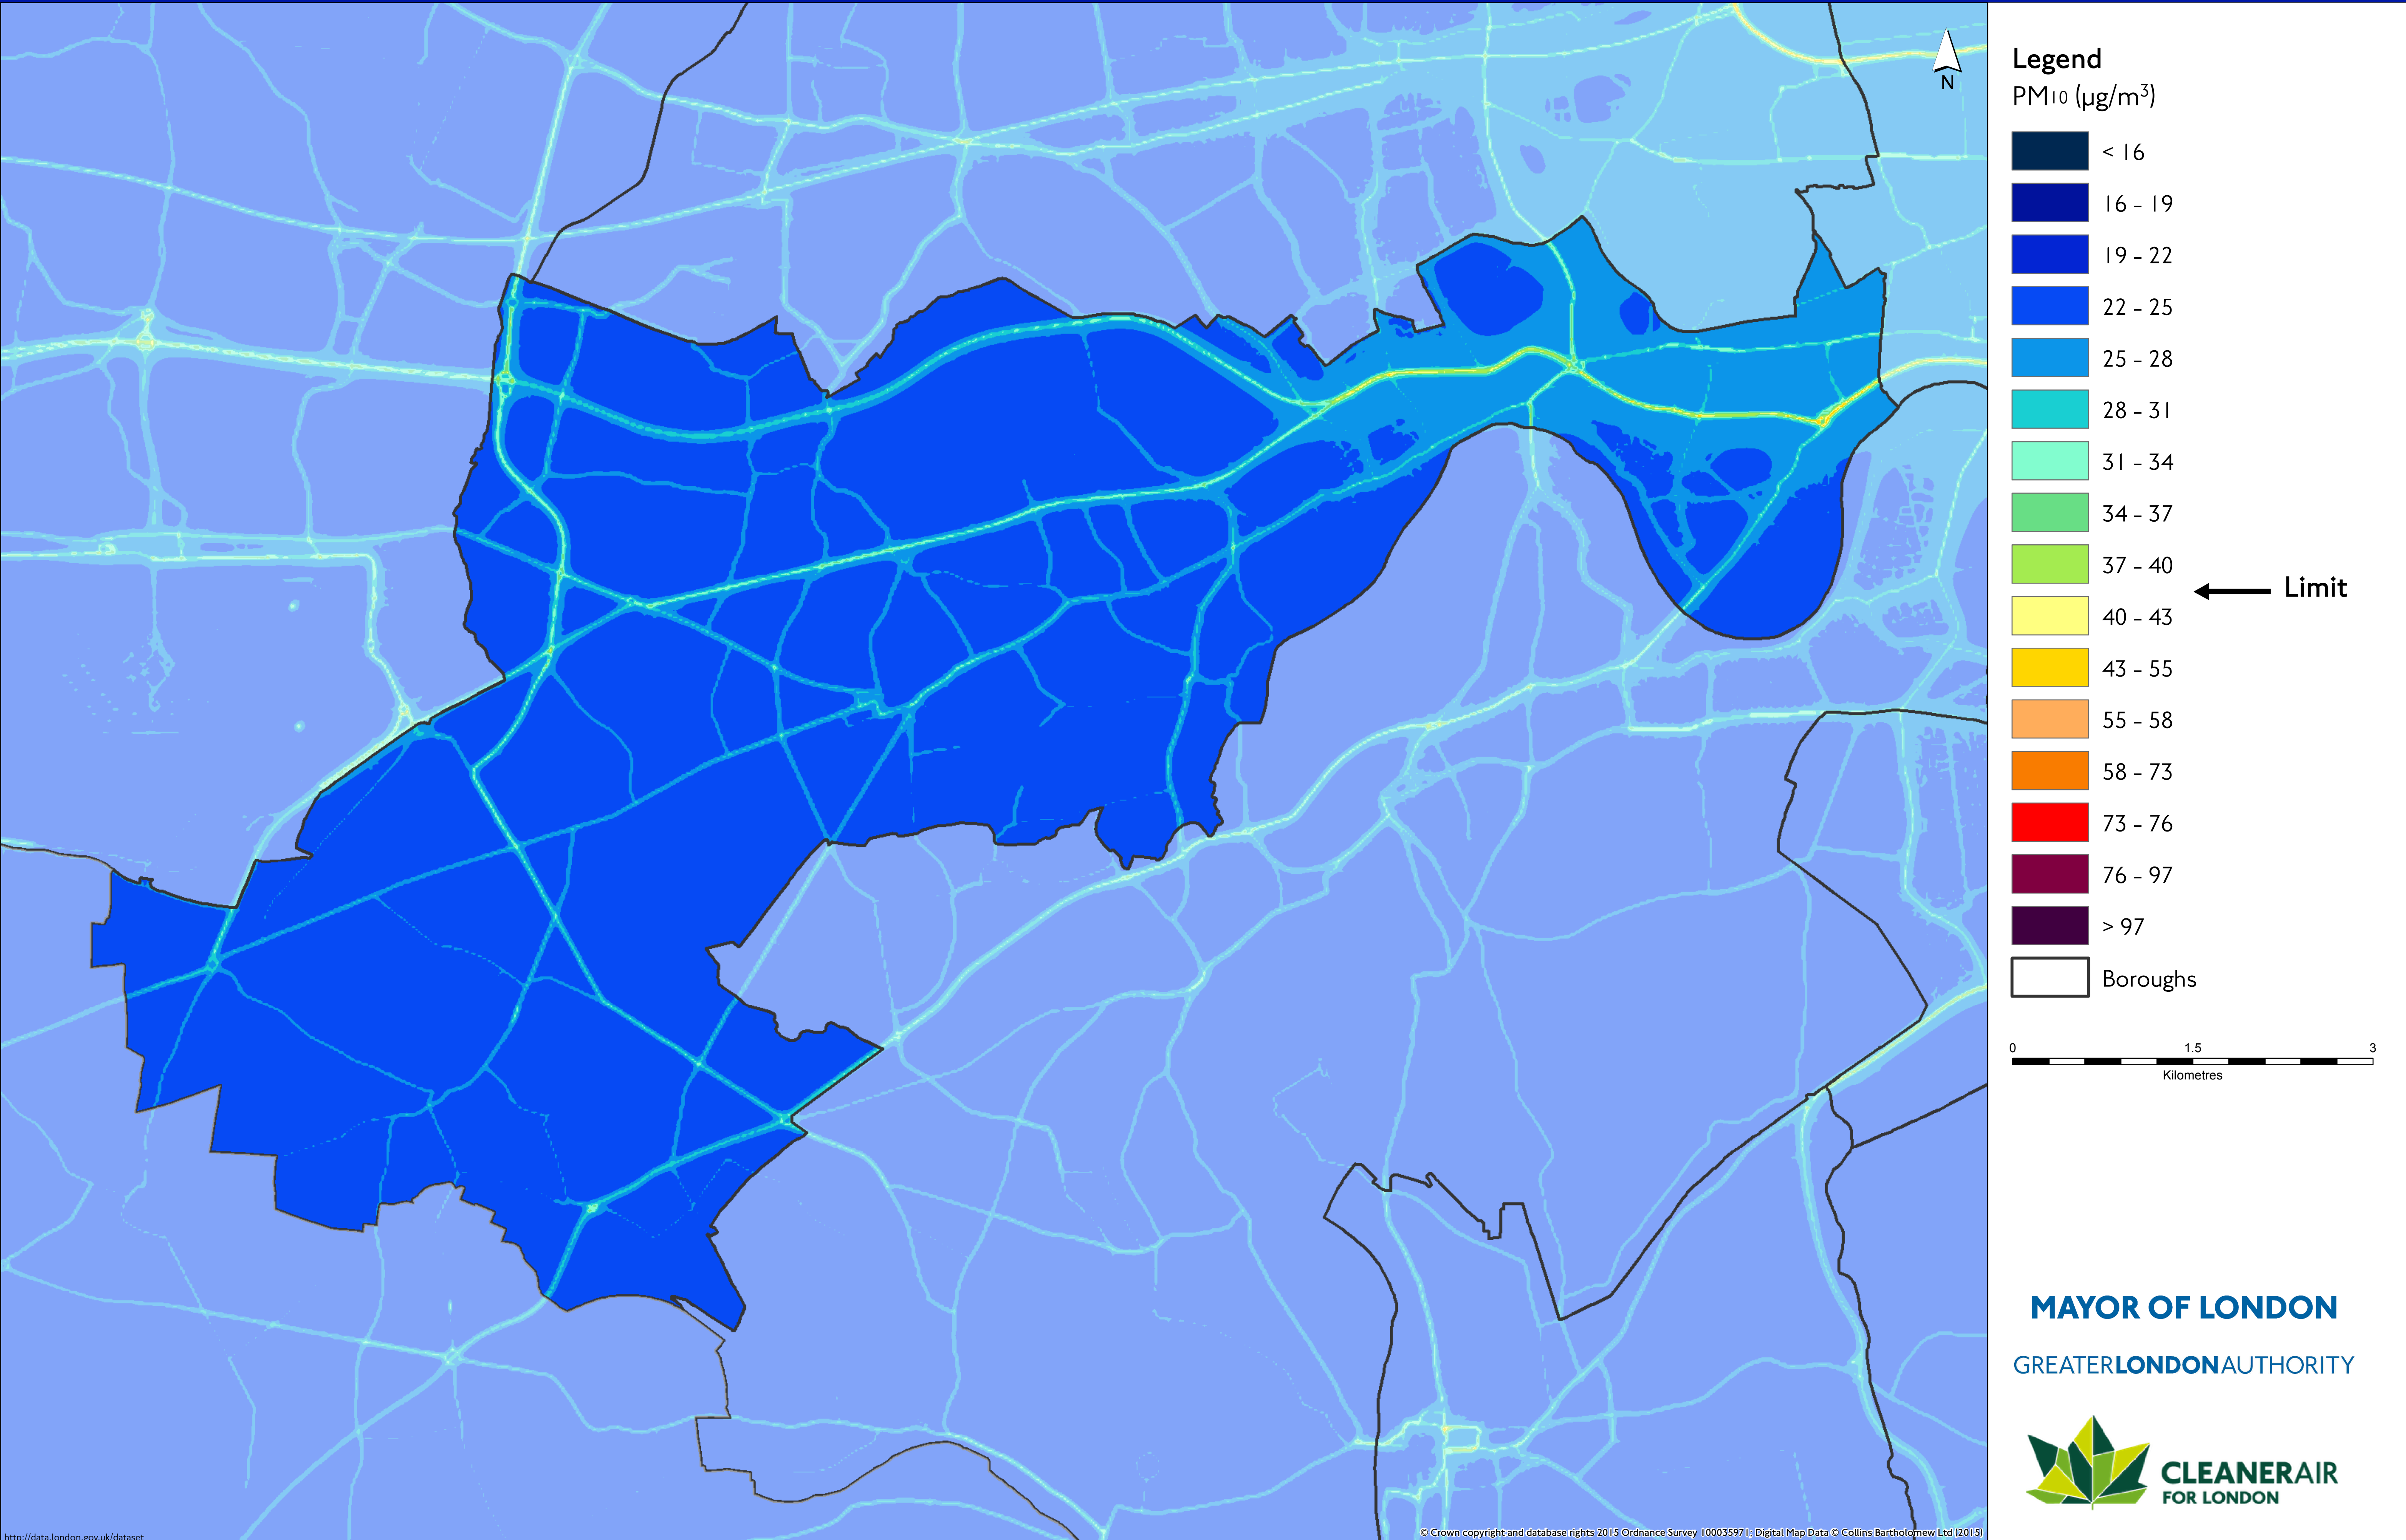 N
Legend
PM10 (µg/m³)
< 16
16 - 19
19 - 22
22 - 25
25 - 28
28 - 31
31 - 34
34 - 37
37 - 40
Limit
40 - 43
43 - 55
55 - 58
58 - 73
73 - 76
76 - 97
> 97
Boroughs
0 1.5 3
Kilometres
MAYOR OF LONDON
GREATERLONDONAUTHORITY
CLEANERAIR
FOR LONDON
http://data.london.gov.uk/dataset
© Crown copyright and database rights 2015 Ordnance Survey 100035971; Digital Map Data © Collins Bartholomew Ltd (2015)